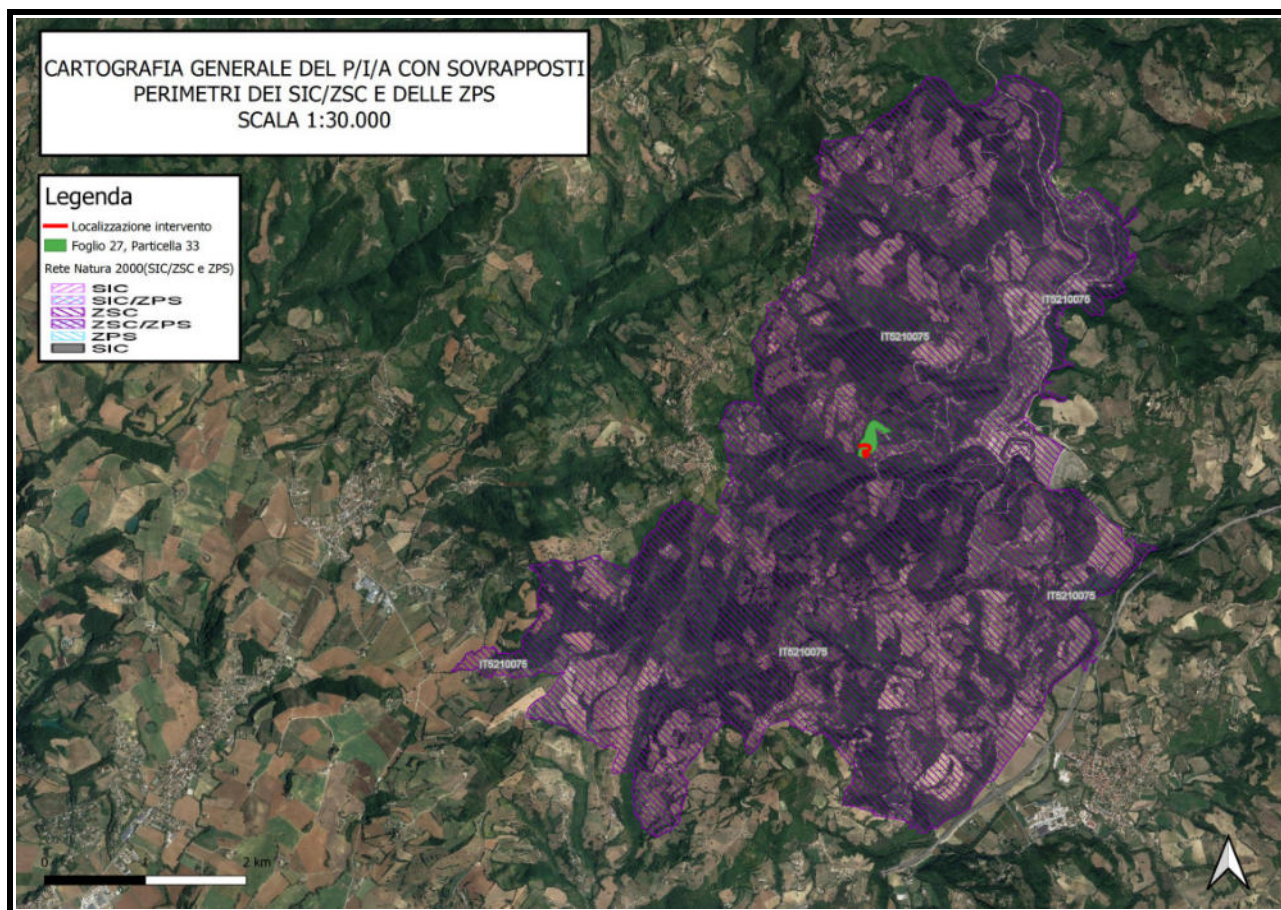 CARTOGRAFIA GENERALE DEL P/I/A CON SOVRAPPOSTI
PERIMETRI DEI SIC/ZSC E DELLE ZPS
SCALA 1:30.000
Legenda
Localizzazione intervento
Foglio 27, Particella 33
Rete Natura 2000(SIC/ZSC e ZPS)
SIC
SIC/ZPS
ZSC
ZSC/ZPS
ZPS
SIC
IT5210075
IT5210075
IT5210075
IT5210075
IT5210075
0 1 2 km